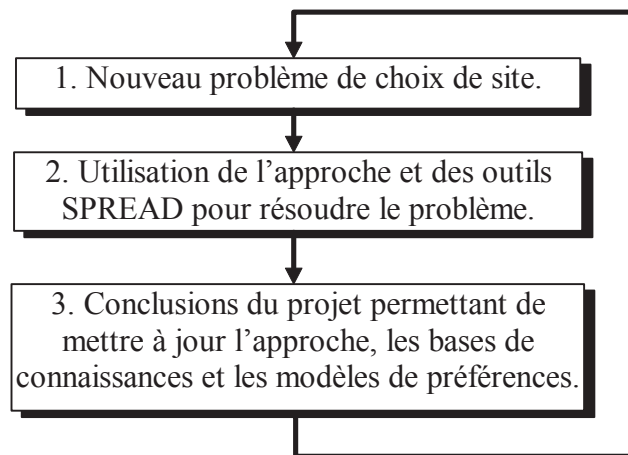 1. Nouveau problème de choix de site.
2. Utilisation de l’approche et des outils
SPREAD pour résoudre le problème.
3. Conclusions du projet permettant de
mettre à jour l’approche, les bases de
connaissances et les modèles de préférences.